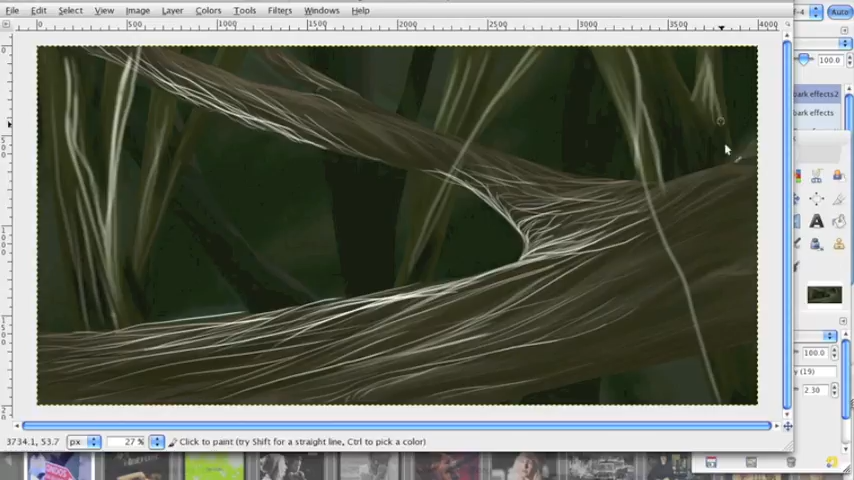 File Edit Select View Image Layer Colors Tools Filters Windows Help
Auto
500 1000 1500 2000 2500 3000 3500 4000
100.0
bark effects2
bark effects
100.0
(19)
2.30
3734.1, 53.7 px 27 % Click to paint (try Shift for a straight line, Ctrl to pick a color)